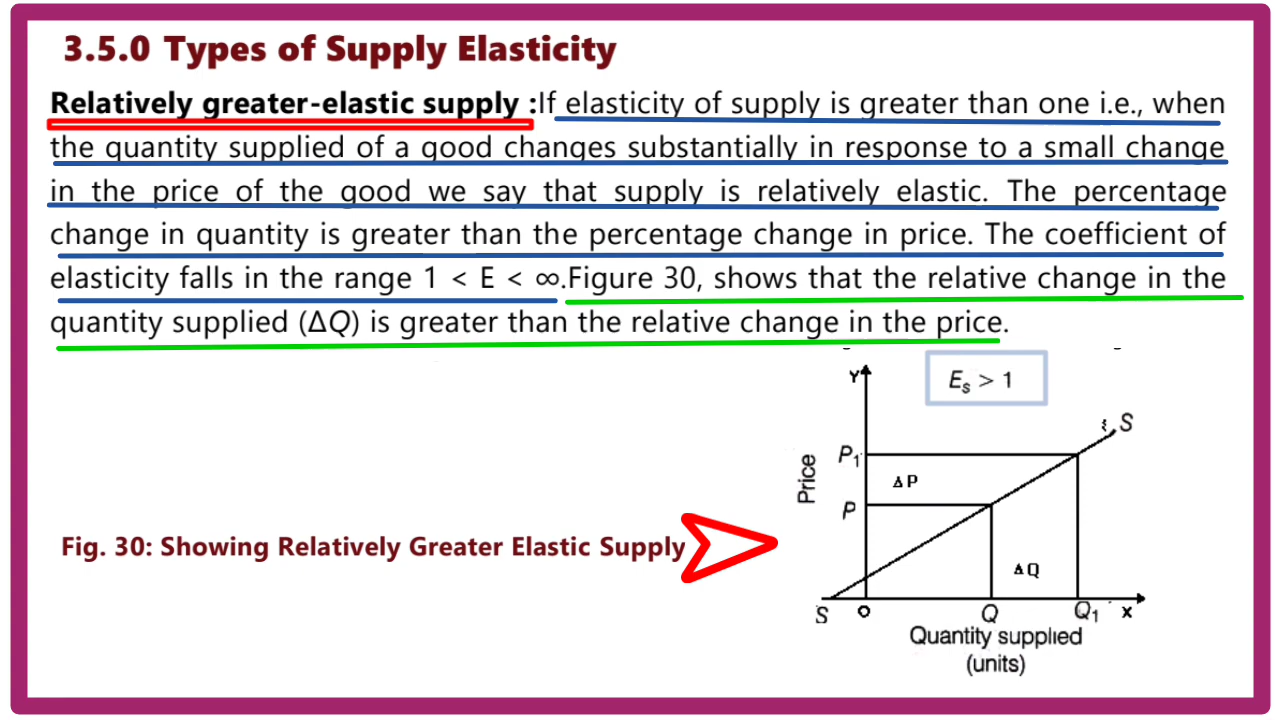 3.5.0 Types of Supply Elasticity
Relatively greater-elastic supply :If elasticity of supply is greater than one i.e., when
the quantity supplied of a good changes substantially in response to a small change
in the price of the good we say that supply is relatively elastic. The percentage
change in quantity is greater than the percentage change in price. The coefficient of
elasticity falls in the range 1 < E < ∞.Figure 30, shows that the relative change in the
quantity supplied (ΔQ) is greater than the relative change in the price.
Y
Es > 1
S
P1
Price
ΔP
P
Fig. 30: Showing Relatively Greater Elastic Supply
ΔQ
S O Q Q1 X
Quantity supplied
(units)